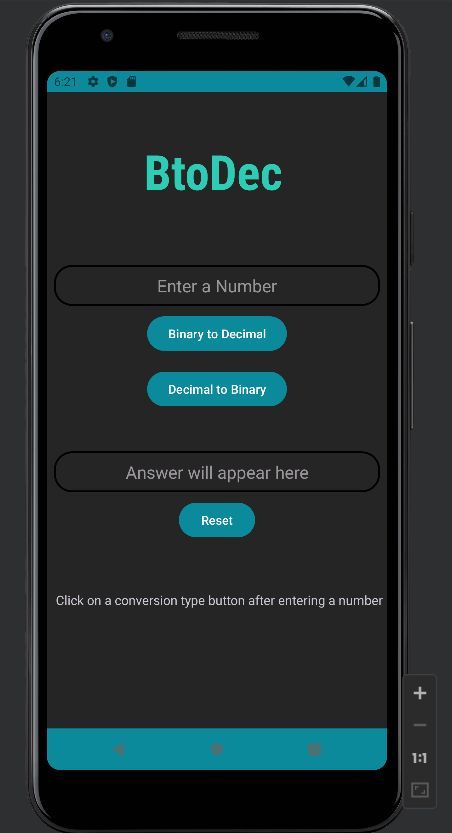 6:21
BtoDec
Enter a Number
Binary to Decimal
Decimal to Binary
Answer will appear here
Reset
Click on a conversion type button after entering a number
+
−
1:1